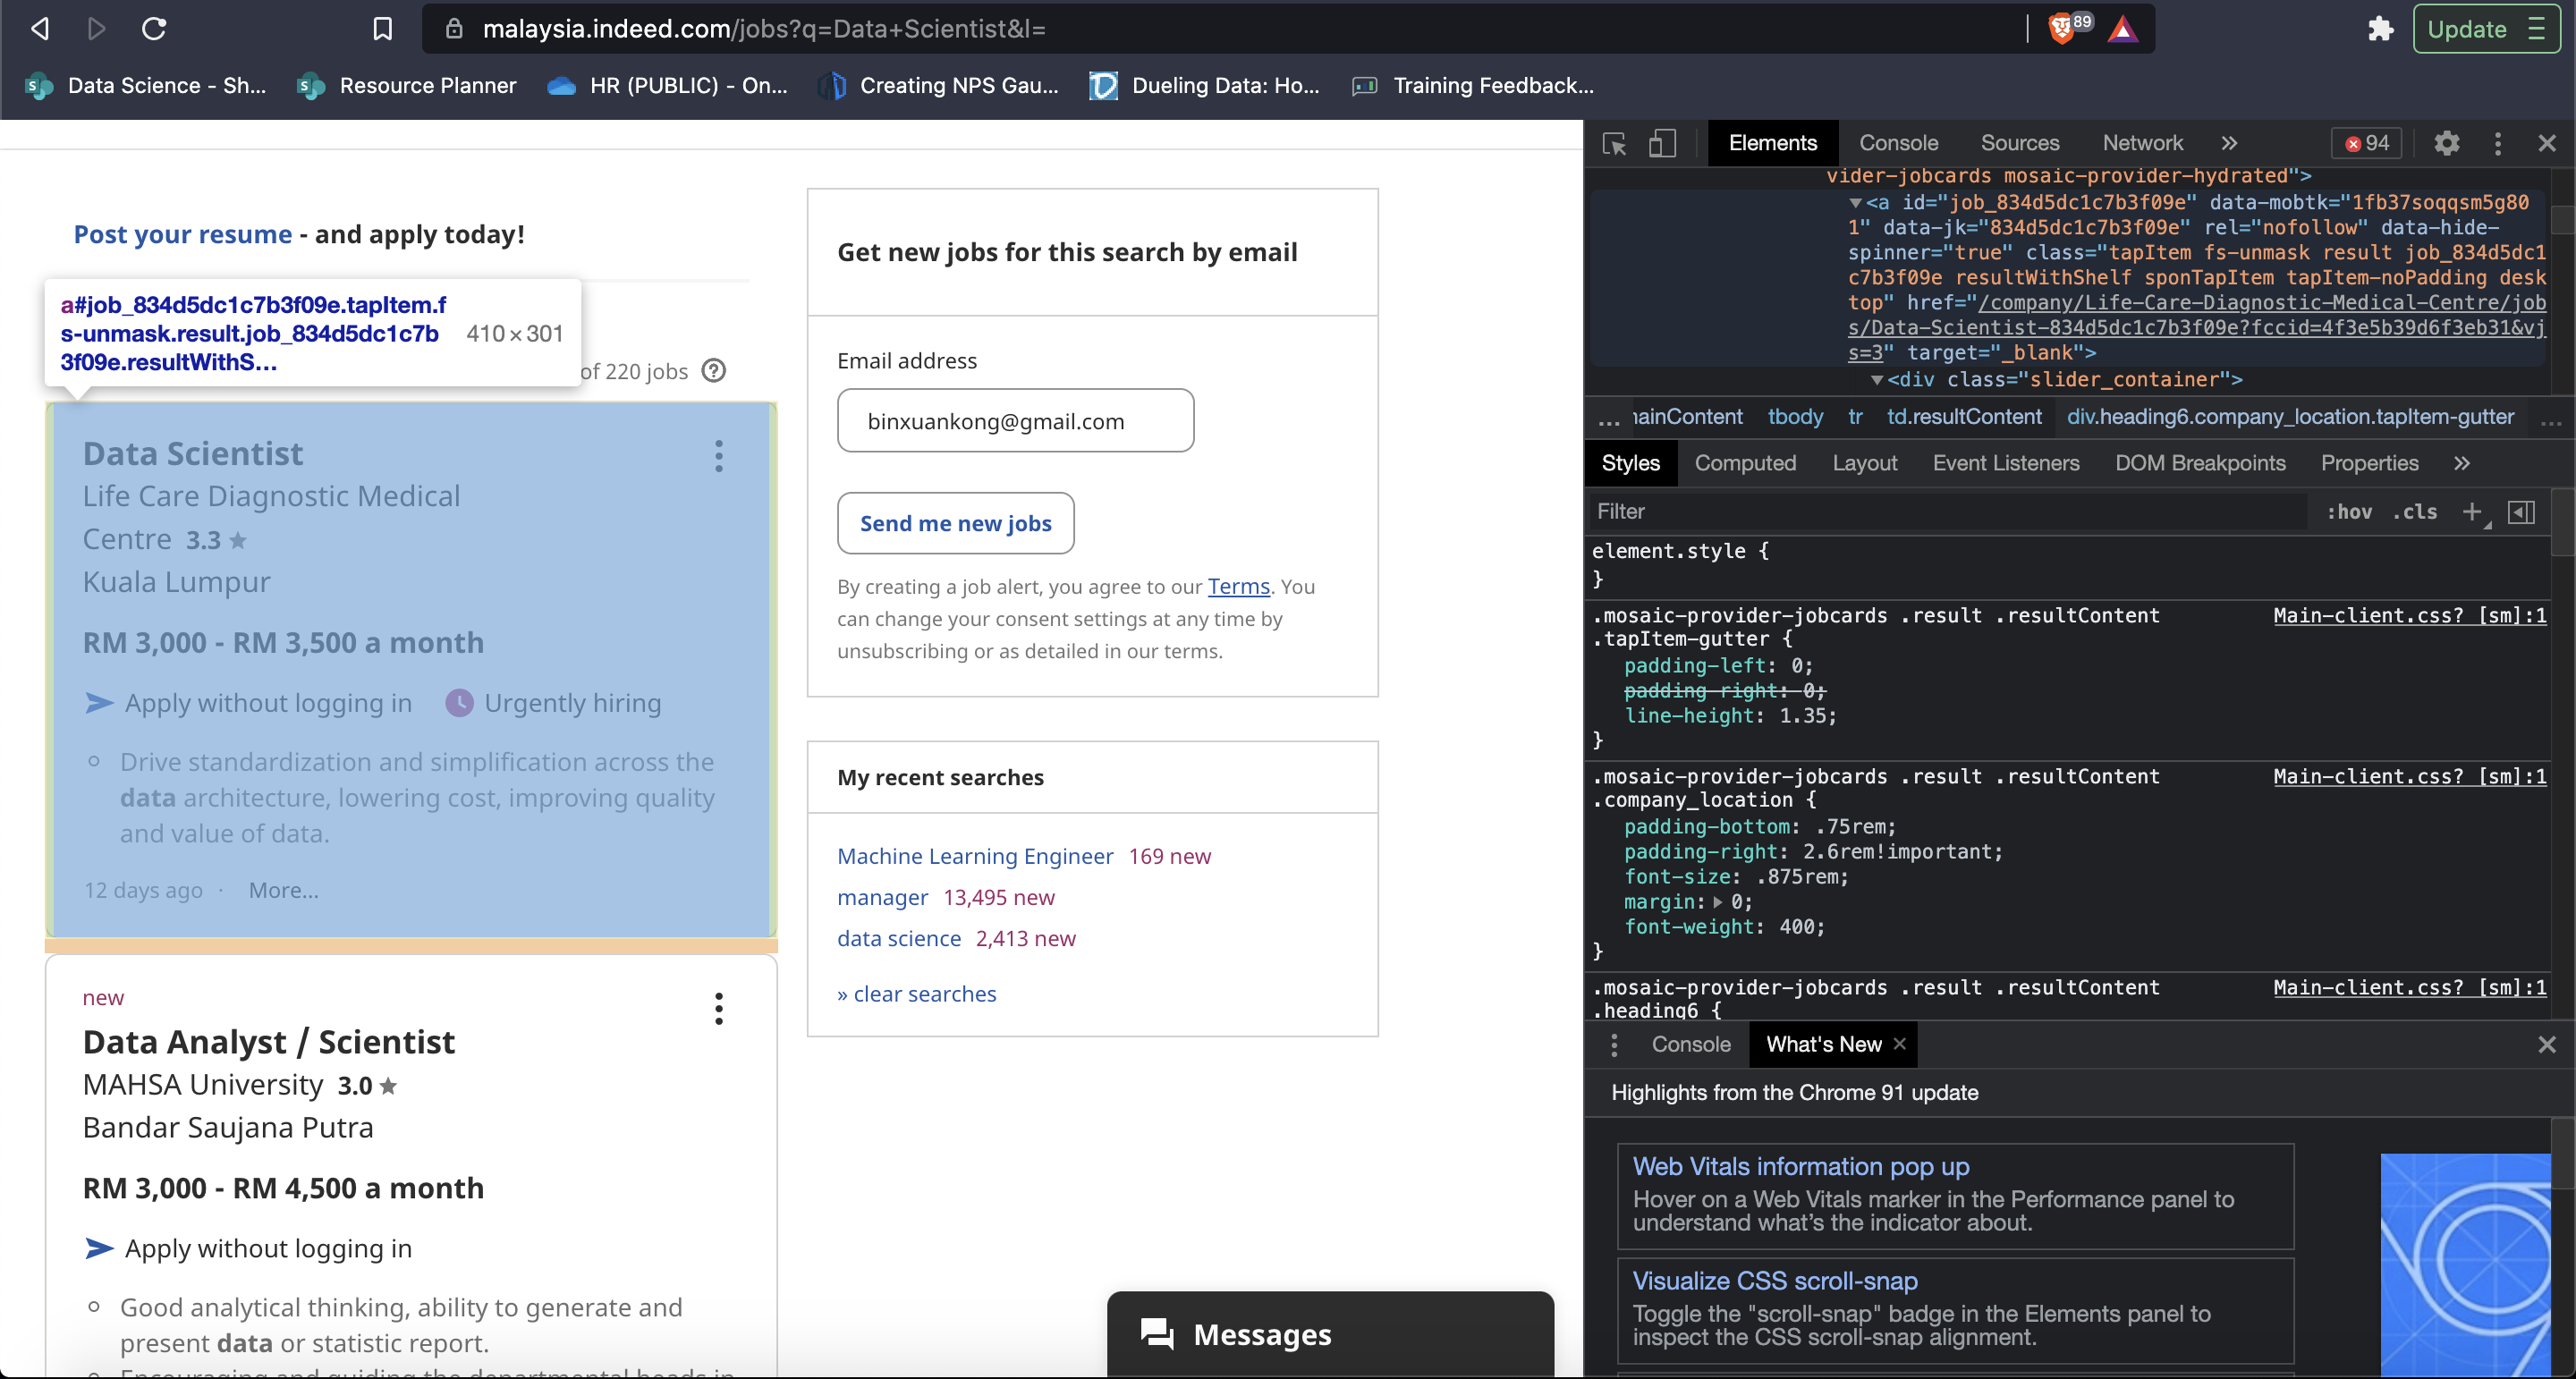 malaysia.indeed.com/jobs?q=Data+Scientist&l=
89
Update
Data Science - Sh...
Resource Planner
HR (PUBLIC) - On...
Creating NPS Gau...
Dueling Data: Ho...
Training Feedback...
Post your resume - and apply today!
a#job_834d5dc1c7b3f09e.tapItem.f
s-unmask.result.job_834d5dc1c7b
3f09e.resultWithS...
410 × 301
of 220 jobs
Data Scientist
Life Care Diagnostic Medical
Centre 3.3
Kuala Lumpur
RM 3,000 - RM 3,500 a month
Apply without logging in
Urgently hiring
Drive standardization and simplification across the
data architecture, lowering cost, improving quality
and value of data.
12 days ago · More...
new
Data Analyst / Scientist
MAHSA University 3.0
Bandar Saujana Putra
RM 3,000 - RM 4,500 a month
Apply without logging in
Good analytical thinking, ability to generate and
present data or statistic report.
Encouraging and guiding the departmental heads in
Get new jobs for this search by email
Email address
binxuankong@gmail.com
Send me new jobs
By creating a job alert, you agree to our Terms. You
can change your consent settings at any time by
unsubscribing or as detailed in our terms.
My recent searches
Machine Learning Engineer 169 new
manager 13,495 new
data science 2,413 new
» clear searches
Messages
Elements
Console
Sources
Network
»
94
vider-jobcards mosaic-provider-hydrated">
<a id="job_834d5dc1c7b3f09e" data-mobtk="1fb37soqqsm5g80
1" data-jk="834d5dc1c7b3f09e" rel="nofollow" data-hide-
spinner="true" class="tapItem fs-unmask result job_834d5dc1
c7b3f09e resultWithShelf sponTapItem tapItem-noPadding desk
top" href="/company/Life-Care-Diagnostic-Medical-Centre/job
s/Data-Scientist-834d5dc1c7b3f09e?fccid=4f3e5b39d6f3eb31&vj
s=3" target="_blank">
<div class="slider_container">
... ainContent tbody tr td.resultContent div.heading6.company_location.tapItem-gutter ...
Styles
Computed
Layout
Event Listeners
DOM Breakpoints
Properties
»
Filter
:hov .cls +
element.style {
}
.mosaic-provider-jobcards .result .resultContent Main-client.css? [sm]:1
.tapItem-gutter {
padding-left: 0;
padding-right: 0;
line-height: 1.35;
}
.mosaic-provider-jobcards .result .resultContent Main-client.css? [sm]:1
.company_location {
padding-bottom: .75rem;
padding-right: 2.6rem!important;
font-size: .875rem;
margin: 0;
font-weight: 400;
}
.mosaic-provider-jobcards .result .resultContent Main-client.css? [sm]:1
.heading6 {
Console
What's New ×
Highlights from the Chrome 91 update
Web Vitals information pop up
Hover on a Web Vitals marker in the Performance panel to
understand what’s the indicator about.
Visualize CSS scroll-snap
Toggle the "scroll-snap" badge in the Elements panel to
inspect the CSS scroll-snap alignment.